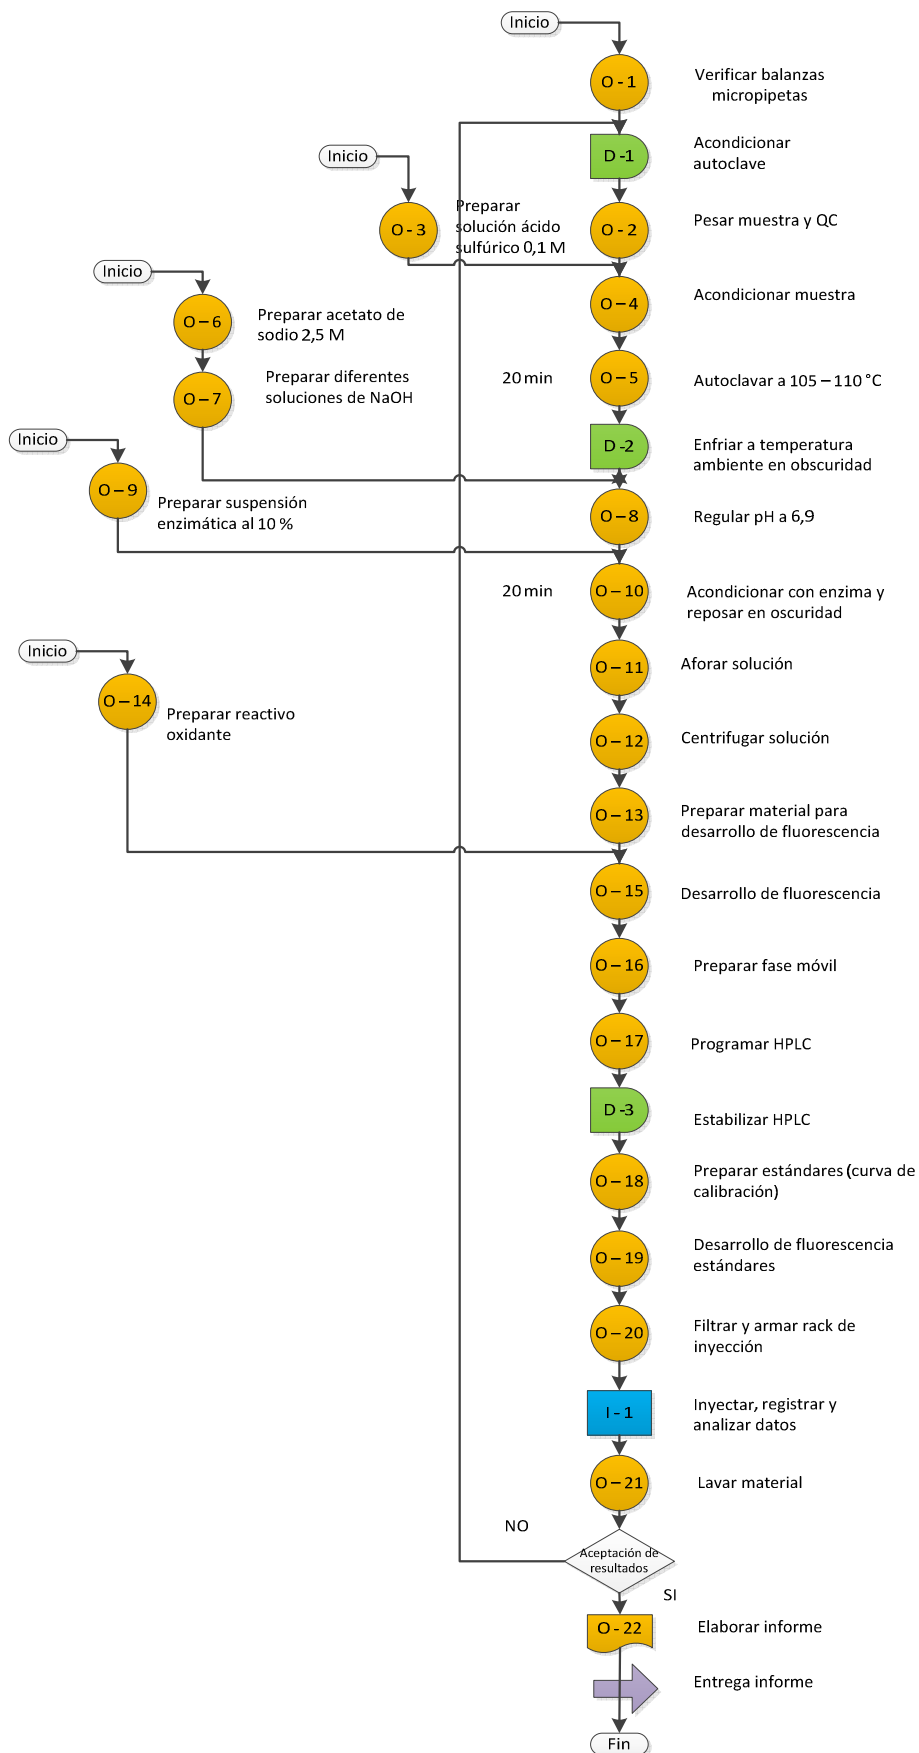 Inicio
O - 1
Verificar balanzas
micropipetas
Inicio
D -1
Acondicionar
autoclave
O - 3
Preparar
solución ácido
sulfúrico 0,1 M
O - 2
Pesar muestra y QC
Inicio
O – 4
Acondicionar muestra
O – 6
Preparar acetato de
sodio 2,5 M
20 min
O – 5
Autoclavar a 105 – 110 °C
O – 7
Preparar diferentes
soluciones de NaOH
Inicio
D -2
Enfriar a temperatura
ambiente en obscuridad
O – 9
Preparar suspensión
enzimática al 10 %
O – 8
Regular pH a 6,9
20 min
O – 10
Acondicionar con enzima y
reposar en oscuridad
Inicio
O – 11
Aforar solución
O – 14
Preparar reactivo
oxidante
O – 12
Centrifugar solución
O – 13
Preparar material para
desarrollo de fluorescencia
O – 15
Desarrollo de fluorescencia
O – 16
Preparar fase móvil
O – 17
Programar HPLC
D -3
Estabilizar HPLC
O – 18
Preparar estándares (curva de
calibración)
O – 19
Desarrollo de fluorescencia
estándares
O – 20
Filtrar y armar rack de
inyección
I - 1
Inyectar, registrar y
analizar datos
O – 21
Lavar material
NO
Aceptación de
resultados
SI
O - 22
Elaborar informe
Entrega informe
Fin